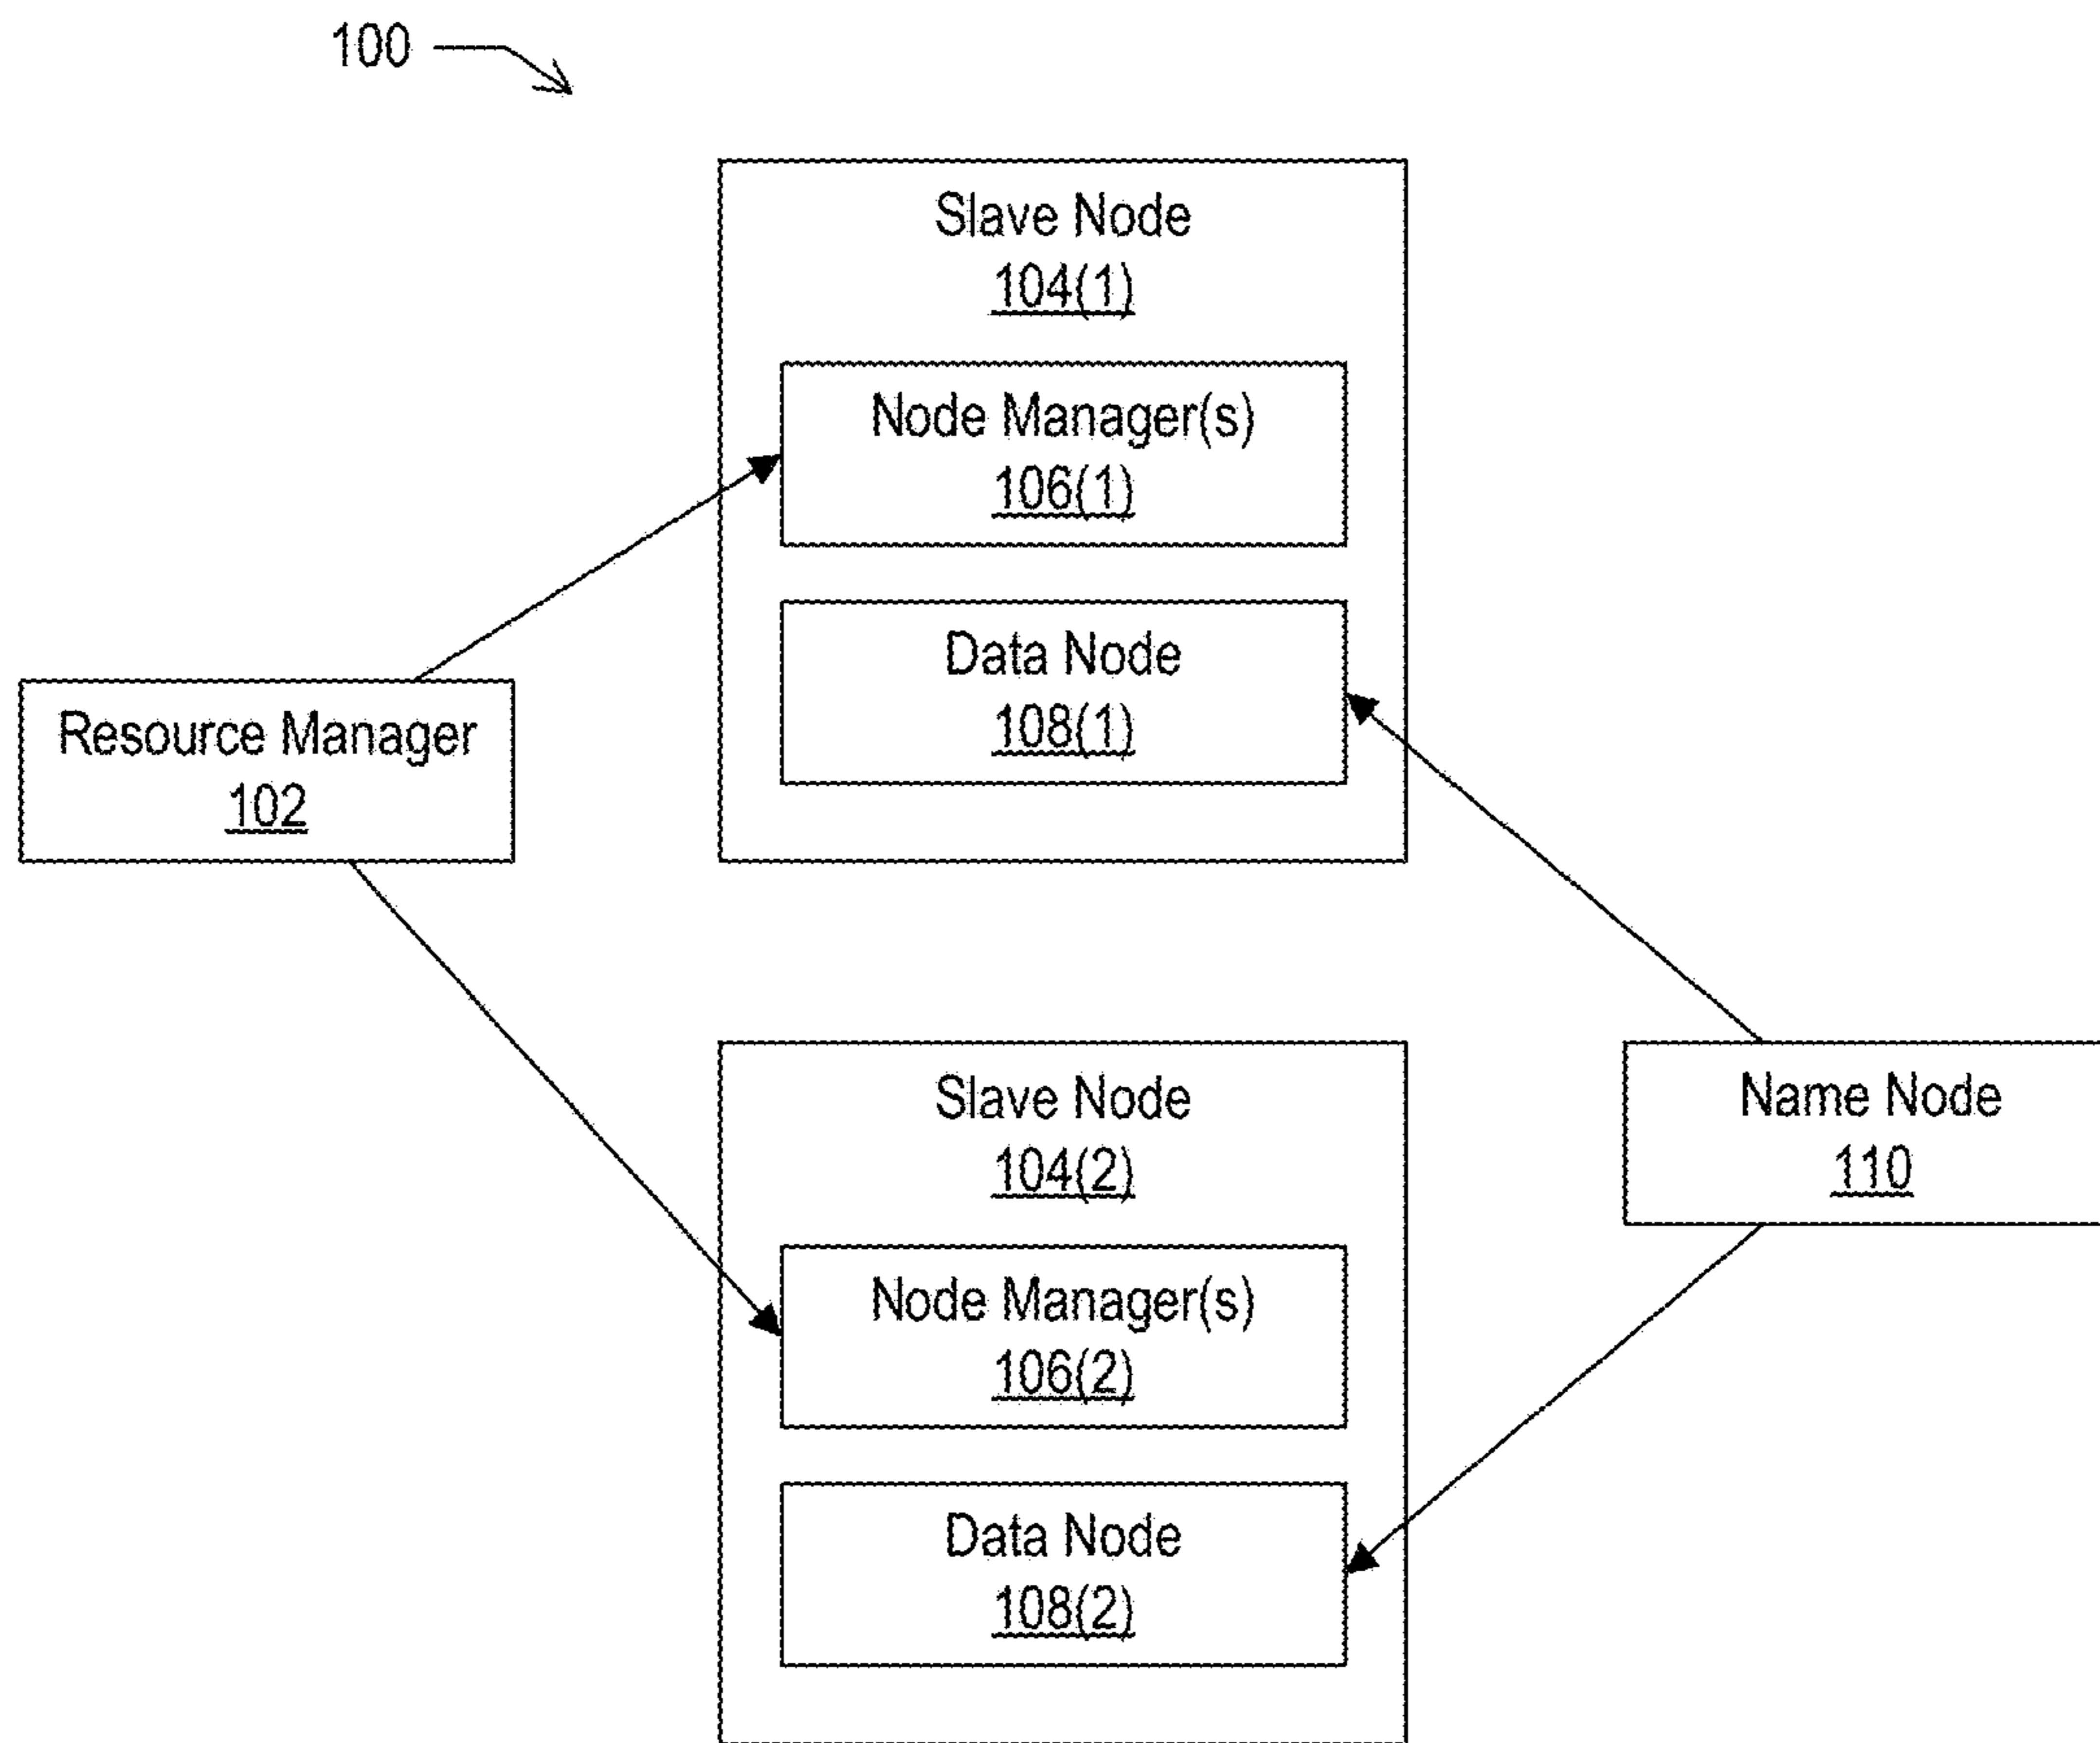 100
Slave Node
104(1)
Node Manager(s)
106(1)
Data Node
108(1)
Resource Manager
102
Slave Node
104(2)
Node Manager(s)
106(2)
Data Node
108(2)
Name Node
110